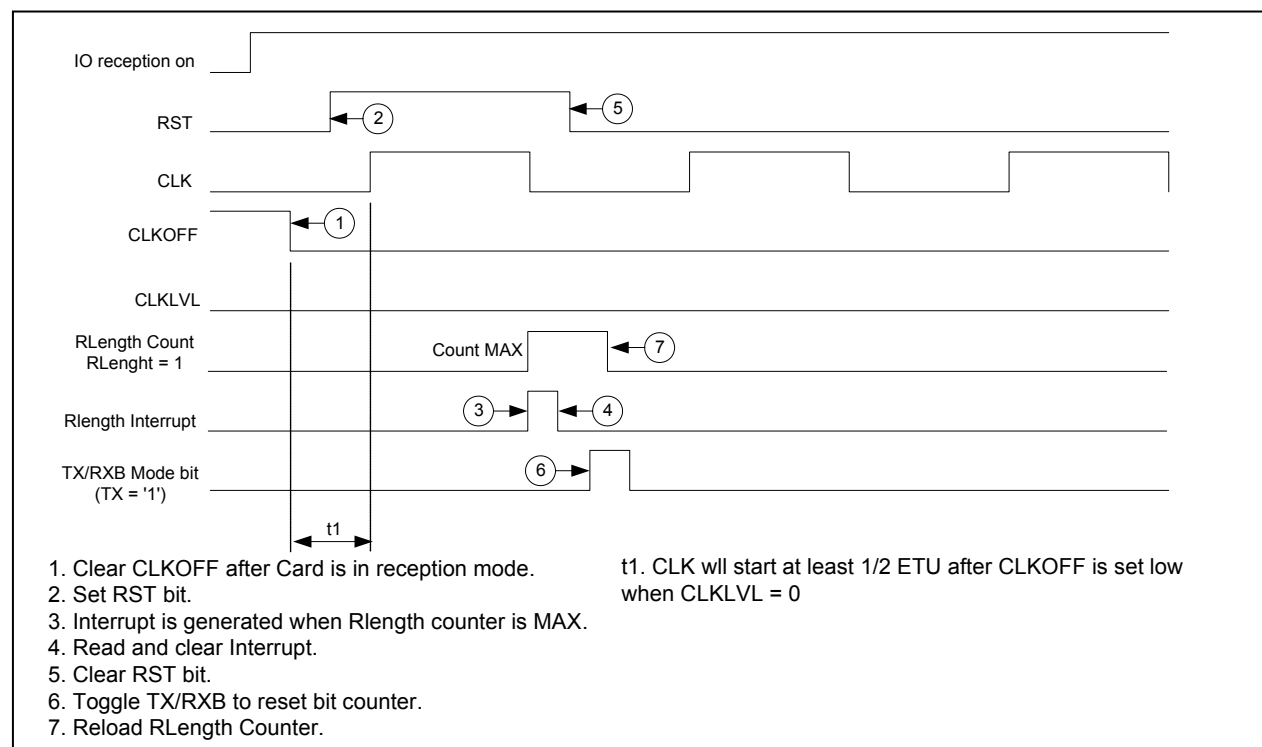 IO reception on
RST
2
5
CLK
CLKOFF
1
CLKLVL
RLength Count
RLenght = 1
Count MAX
7
Rlength Interrupt
3
4
TX/RXB Mode bit
(TX = '1')
6
t1
1. Clear CLKOFF after Card is in reception mode.
2. Set RST bit.
3. Interrupt is generated when Rlength counter is MAX.
4. Read and clear Interrupt.
5. Clear RST bit.
6. Toggle TX/RXB to reset bit counter.
7. Reload RLength Counter.
t1. CLK wll start at least 1/2 ETU after CLKOFF is set low
when CLKLVL = 0